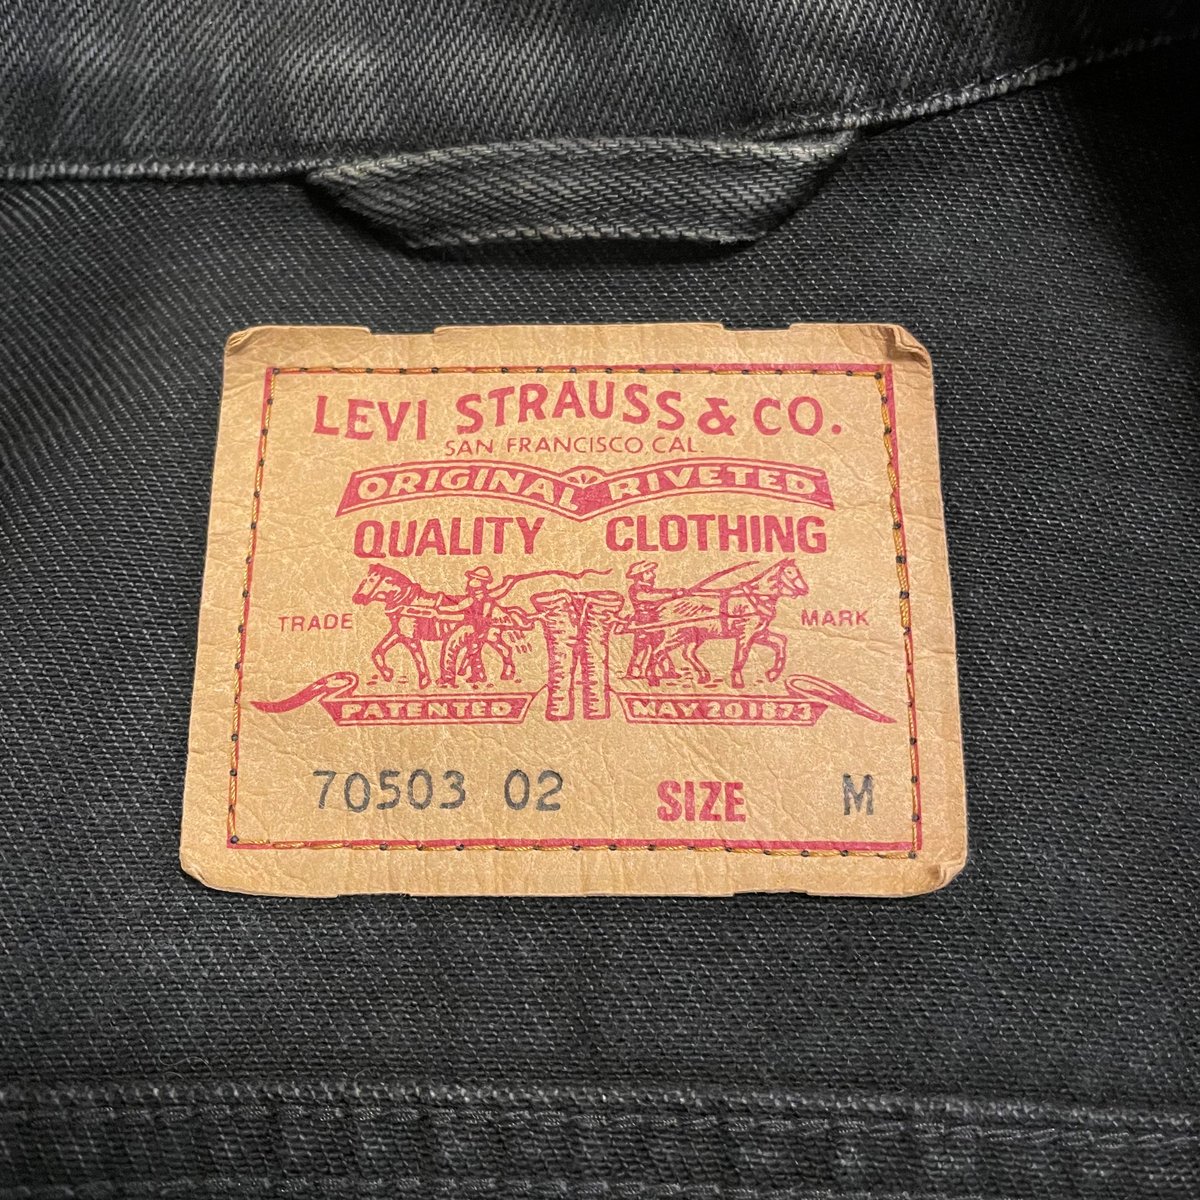 LEVI STRAUSS & CO.
SAN FRANCISCO, CAL.
ORIGINAL RIVETED
QUALITY CLOTHING
TRADE MARK
PATENTED MAY 20 1873
70503 02 SIZE M